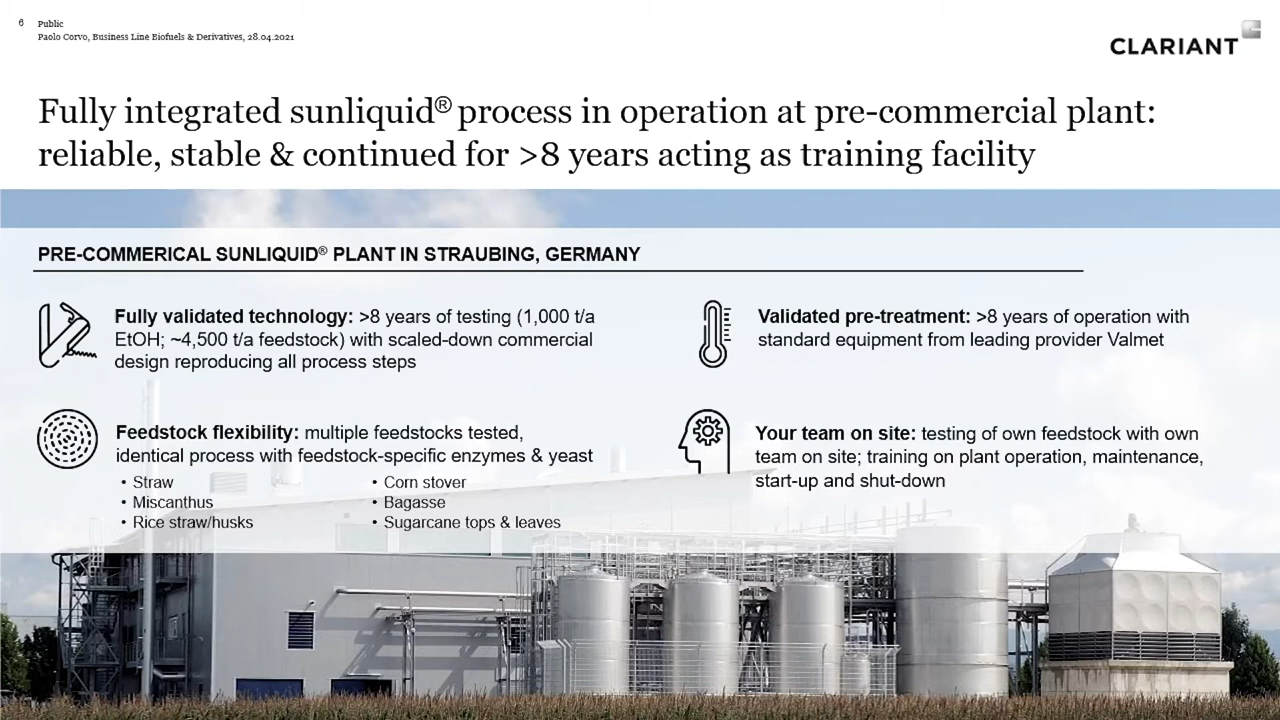 6 Public
Paolo Corvo, Business Line Biofuels & Derivatives, 28.04.2021
CLARIANT
Fully integrated sunliquid® process in operation at pre-commercial plant:
reliable, stable & continued for >8 years acting as training facility
PRE-COMMERICAL SUNLIQUID® PLANT IN STRAUBING, GERMANY
Fully validated technology: >8 years of testing (1,000 t/a
EtOH; ~4,500 t/a feedstock) with scaled-down commercial
design reproducing all process steps
Validated pre-treatment: >8 years of operation with
standard equipment from leading provider Valmet
Feedstock flexibility: multiple feedstocks tested,
identical process with feedstock-specific enzymes & yeast
• Straw
• Miscanthus
• Rice straw/husks
• Corn stover
• Bagasse
• Sugarcane tops & leaves
Your team on site: testing of own feedstock with own
team on site; training on plant operation, maintenance,
start-up and shut-down